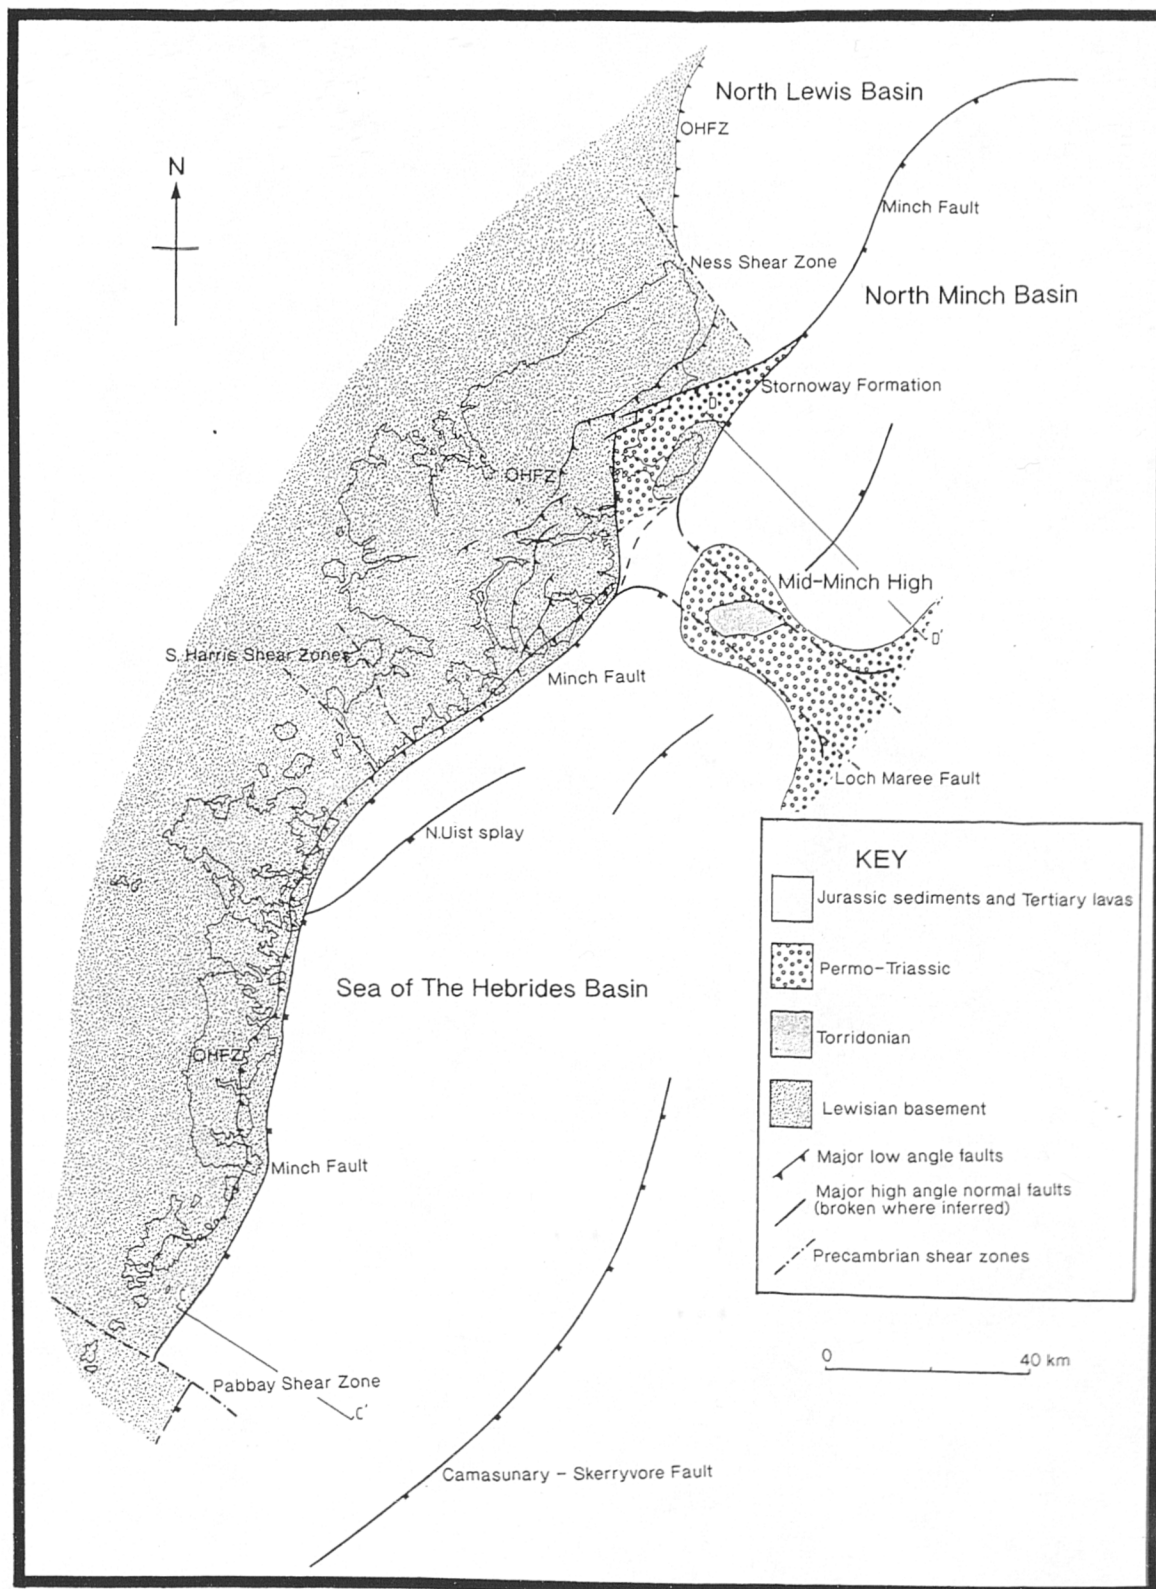 North Lewis Basin
OHFZ
N
Minch Fault
Ness Shear Zone
North Minch Basin
Stornoway Formation
D
OHFZ
Mid-Minch High
D'
S. Harris Shear Zones
Minch Fault
Loch Maree Fault
N.Uist splay
KEY
Jurassic sediments and Tertiary lavas
Permo-Triassic
Torridonian
Lewisian basement
Major low angle faults
Major high angle normal faults
(broken where inferred)
Precambrian shear zones
Sea of The Hebrides Basin
OHFZ
Minch Fault
C
0 40 km
Pabbay Shear Zone
C'
Camasunary - Skerryvore Fault